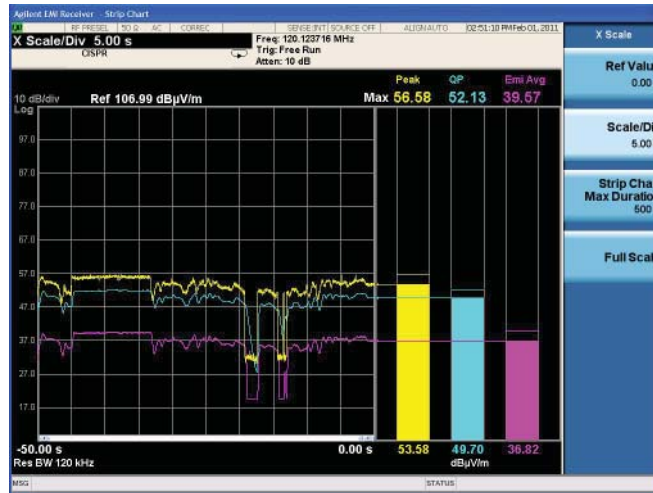 Agilent EMI Receiver - Strip Chart
RF PRESEL 50 Ω AC CORREC SENSE:INT SOURCE OFF ALIGNAUTO 02:51:10 PM Feb 01, 2011
X Scale/Div 5.00 s
CISPR
Freq: 120.123716 MHz
Trig: Free Run
Atten: 10 dB
X Scale
Ref Valu
0.00
Scale/Di
5.00
Strip Cha
Max Duratio
500
Full Scal
Peak QP Emi Avg
10 dB/div Ref 106.99 dBµV/m Max 56.58 52.13 39.57
Log
97.0
87.0
77.0
67.0
57.0
47.0
37.0
27.0
17.0
-50.00 s 0.00 s 53.58 49.70 36.82
Res BW 120 kHz dBµV/m
MSG STATUS